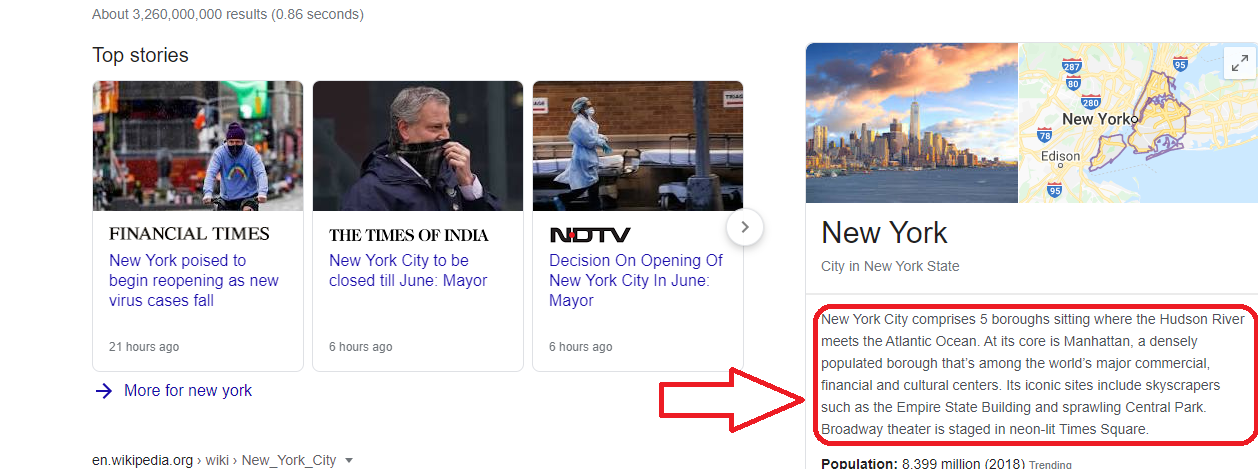 About 3,260,000,000 results (0.86 seconds)
Top stories
FINANCIAL TIMES
New York poised to
begin reopening as new
virus cases fall
21 hours ago
THE TIMES OF INDIA
New York City to be
closed till June: Mayor
6 hours ago
TRIAGE
NDTV
Decision On Opening Of
New York City In June:
Mayor
6 hours ago
More for new york
en.wikipedia.org › wiki › New_York_City
287
80
280
95
New York
78
Edison
95
New York
City in New York State
New York City comprises 5 boroughs sitting where the Hudson River
meets the Atlantic Ocean. At its core is Manhattan, a densely
populated borough that’s among the world’s major commercial,
financial and cultural centers. Its iconic sites include skyscrapers
such as the Empire State Building and sprawling Central Park.
Broadway theater is staged in neon-lit Times Square.
Population: 8.399 million (2018) Trending